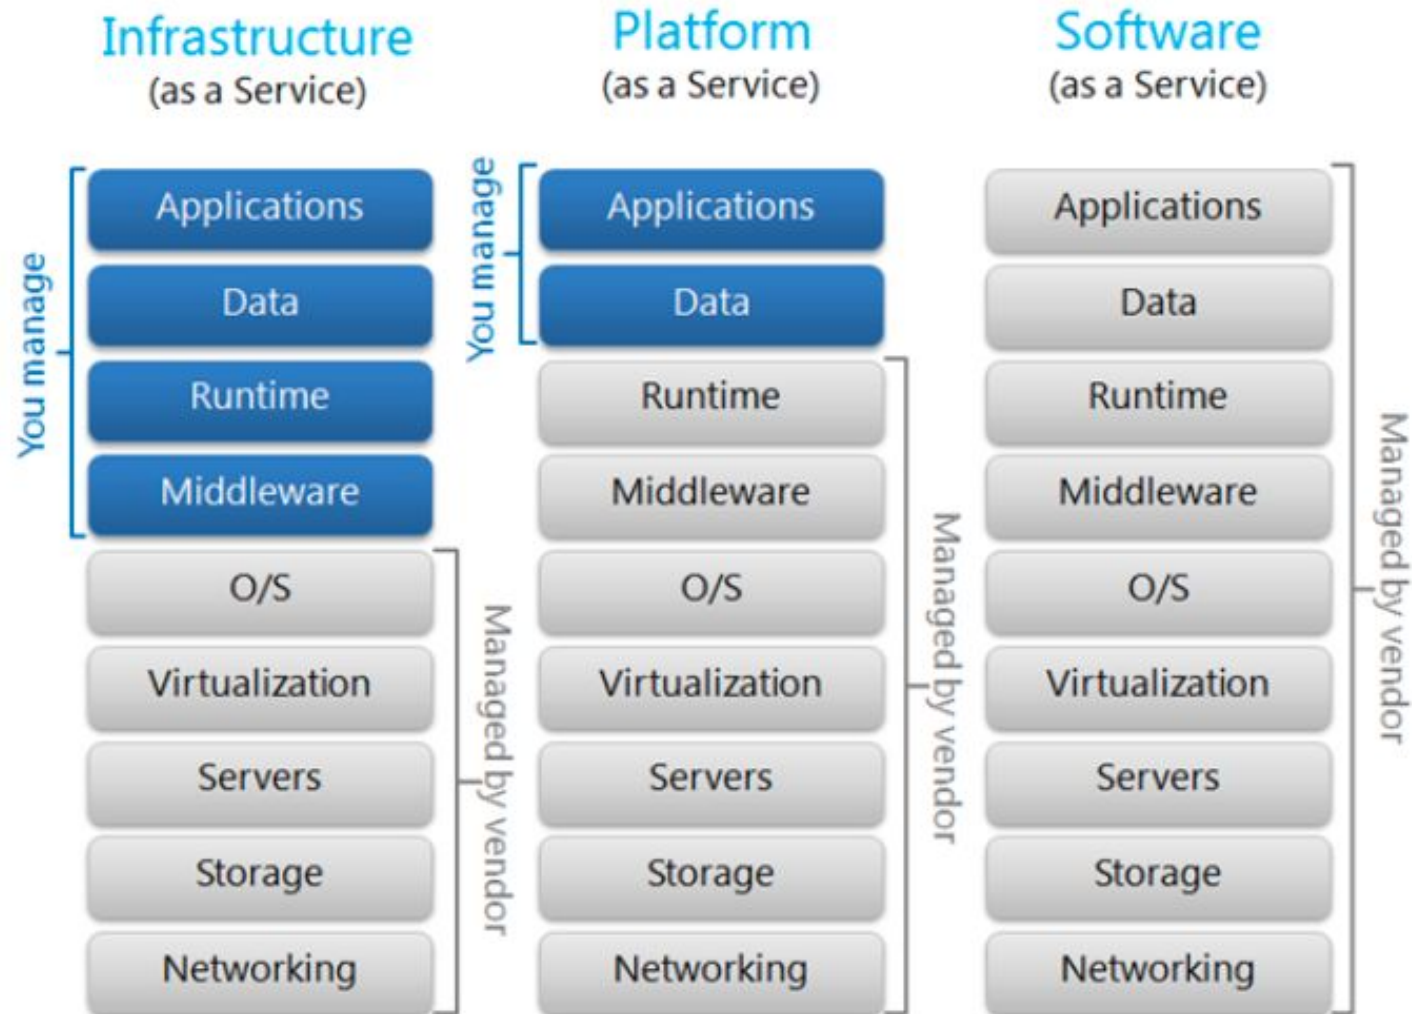 Infrastructure
(as a Service)
You manage
Applications
Data
Runtime
Middleware
O/S
Virtualization
Servers
Storage
Networking
Managed by vendor
Platform
(as a Service)
You manage
Applications
Data
Runtime
Middleware
O/S
Virtualization
Servers
Storage
Networking
Managed by vendor
Software
(as a Service)
Applications
Data
Runtime
Middleware
O/S
Virtualization
Servers
Storage
Networking
Managed by vendor